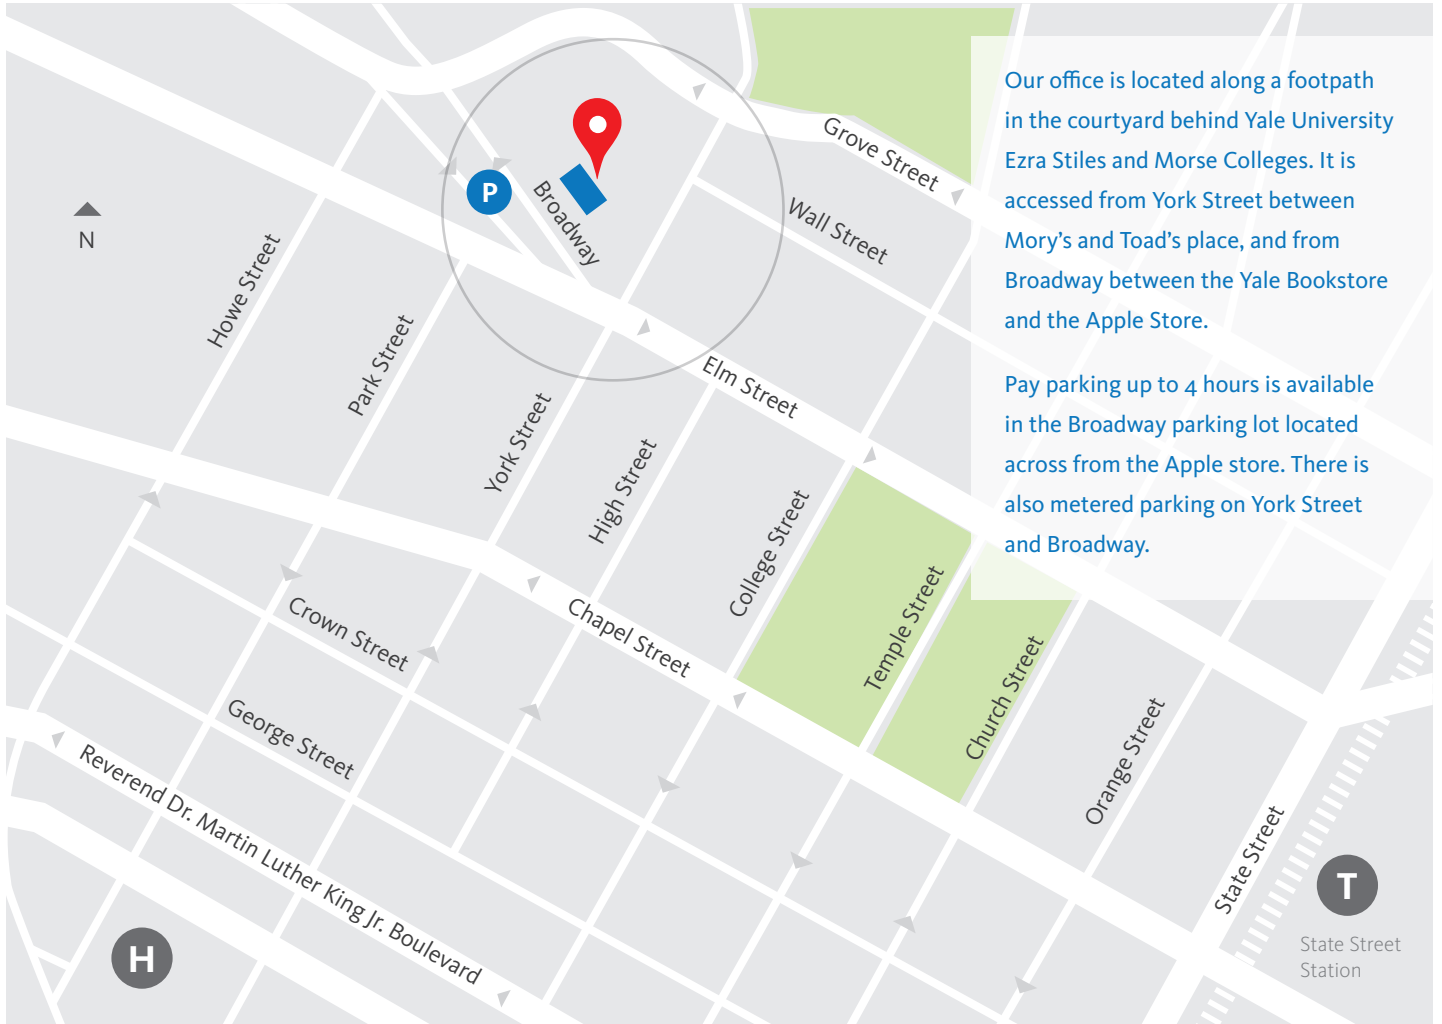 Our office is located along a footpath
in the courtyard behind Yale University
Ezra Stiles and Morse Colleges. It is
accessed from York Street between
Mory's and Toad's place, and from
Broadway between the Yale Bookstore
and the Apple Store.
Pay parking up to 4 hours is available
in the Broadway parking lot located
across from the Apple store. There is
also metered parking on York Street
and Broadway.
Grove Street
P
Broadway
Wall Street
N
Howe Street
Park Street
Elm Street
York Street
High Street
College Street
Temple Street
Crown Street
Chapel Street
Church Street
George Street
Orange Street
Reverend Dr. Martin Luther King Jr. Boulevard
State Street
T
H
State Street
Station